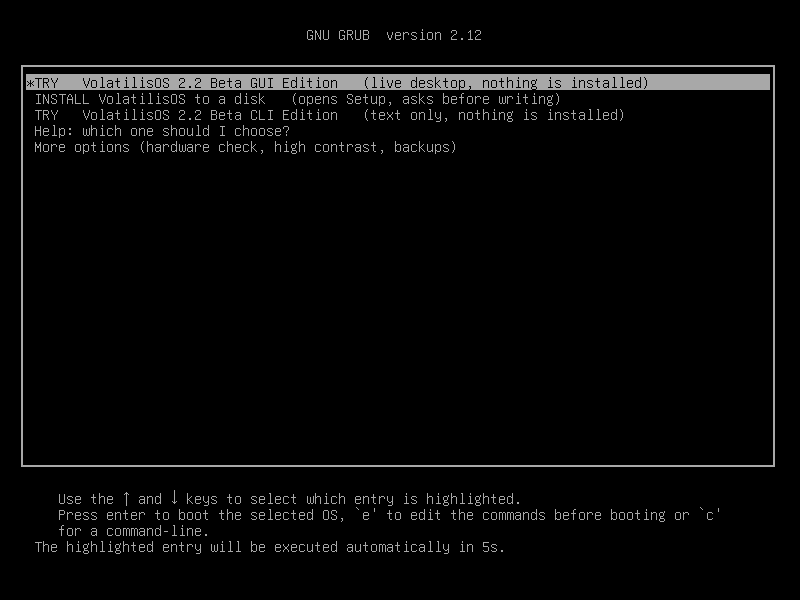 GNU GRUB  version 2.12
*TRY   VolatilisOS 2.2 Beta GUI Edition   (live desktop, nothing is installed)
INSTALL VolatilisOS to a disk   (opens Setup, asks before writing)
TRY   VolatilisOS 2.2 Beta CLI Edition   (text only, nothing is installed)
Help: which one should I choose?
More options (hardware check, high contrast, backups)
Use the ↑ and ↓ keys to select which entry is highlighted.
Press enter to boot the selected OS, `e' to edit the commands before booting or `c'
for a command-line.
The highlighted entry will be executed automatically in 5s.